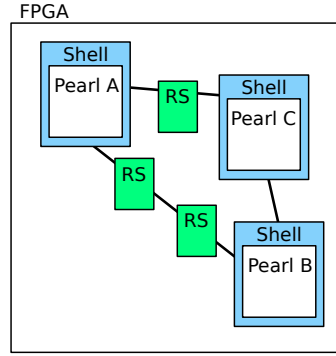 FPGA
Shell
Pearl A
RS
Shell
Pearl C
RS
RS
Shell
Pearl B